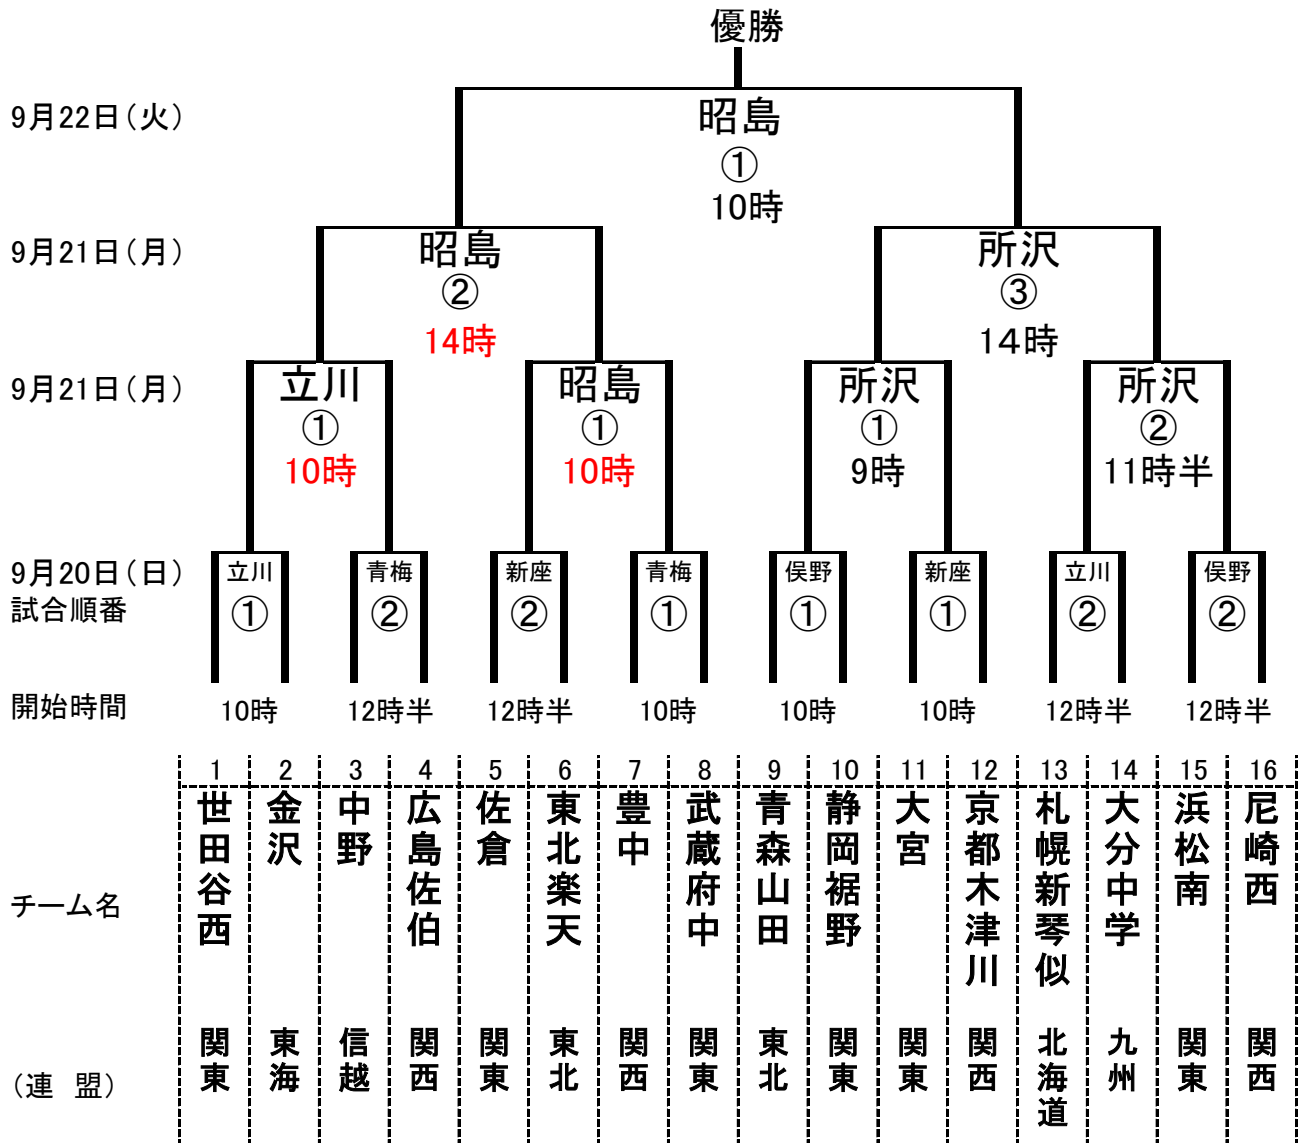 優勝
9月22日（火）
昭島
①
10時
9月21日（月）
昭島
②
14時
所沢
③
14時
9月21日（月）
立川
①
10時
昭島
①
10時
所沢
①
9時
所沢
②
11時半
9月20日（日）
試合順番
立川
①
青梅
②
新座
②
青梅
①
俣野
①
新座
①
立川
②
俣野
②
開始時間
10時
12時半
12時半
10時
10時
10時
12時半
12時半
1 2 3 4 5 6 7 8 9 10 11 12 13 14 15 16
チーム名
世田谷西
金沢
中野
広島佐伯
佐倉
東北楽天
豊中
武蔵府中
青森山田
静岡裾野
大宮
京都木津川
札幌新琴似
大分中学
浜松南
尼崎西
（連　盟）
関東
東海
信越
関西
関東
東北
関西
関東
東北
関東
関東
関西
北海道
九州
関東
関西